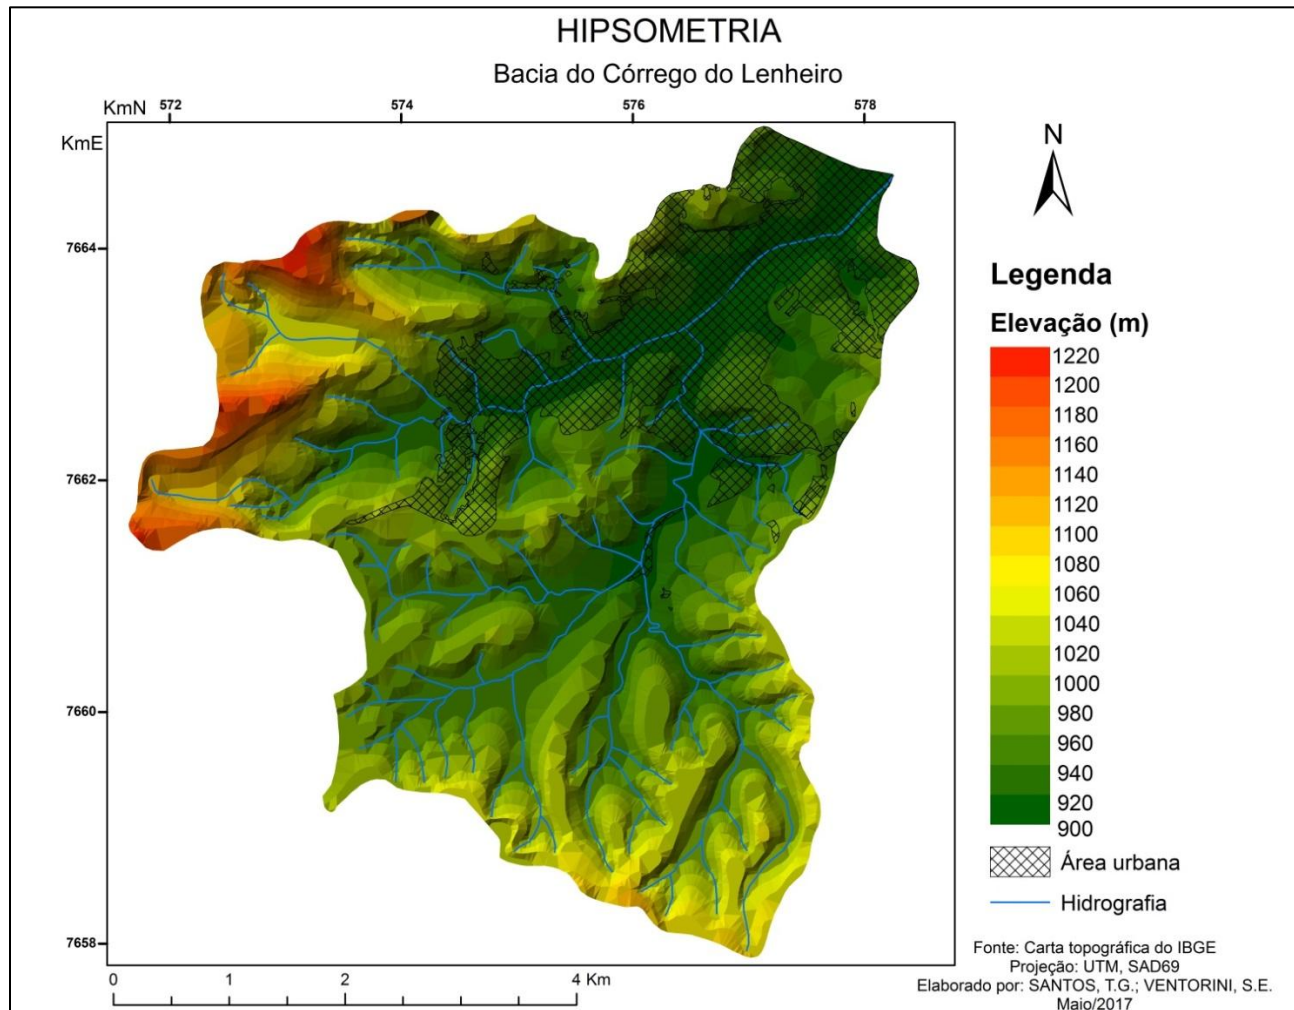 HIPSOMETRIA
Bacia do Córrego do Lenheiro
KmN 572 574 576 578
KmE
7664
7662
7660
7658
0 1 2 4 Km
N
Legenda
Elevação (m)
1220
1200
1180
1160
1140
1120
1100
1080
1060
1040
1020
1000
980
960
940
920
900
Área urbana
Hidrografia
Fonte: Carta topográfica do IBGE
Projeção: UTM, SAD69
Elaborado por: SANTOS, T.G.; VENTORINI, S.E.
Maio/2017